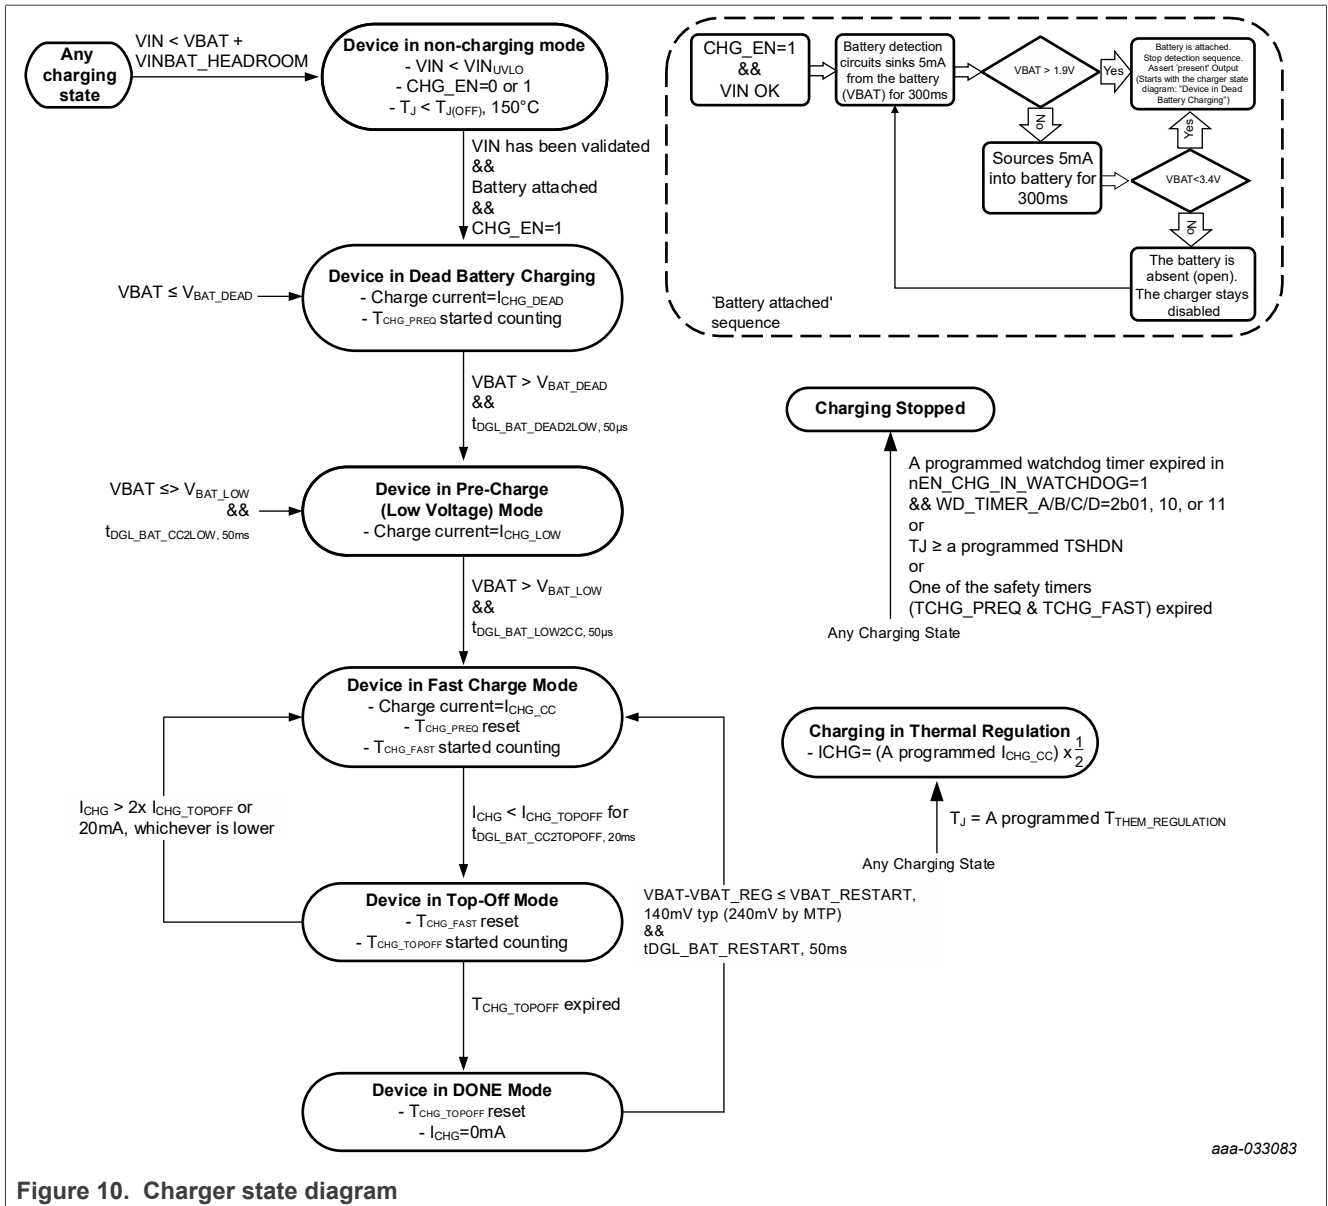 Any
charging
state
VIN < VBAT +
VINBAT_HEADROOM
Device in non-charging mode
- VIN < VINUVLO
- CHG_EN=0 or 1
- TJ < TJ(OFF), 150°C
VIN has been validated
&&
Battery attached
&&
CHG_EN=1
VBAT ≤ VBAT_DEAD
Device in Dead Battery Charging
- Charge current=ICHG_DEAD
- TCHG_PREQ started counting
VBAT > VBAT_DEAD
&&
tDGL_BAT_DEAD2LOW, 50µs
VBAT ≤> VBAT_LOW
&&
tDGL_BAT_CC2LOW, 50ms
Device in Pre-Charge
(Low Voltage) Mode
- Charge current=ICHG_LOW
VBAT > VBAT_LOW
&&
tDGL_BAT_LOW2CC, 50µs
Device in Fast Charge Mode
- Charge current=ICHG_CC
- TCHG_PREQ reset
- TCHG_FAST started counting
ICHG > 2x ICHG_TOPOFF or
20mA, whichever is lower
ICHG < ICHG_TOPOFF for
tDGL_BAT_CC2TOPOFF, 20ms
Device in Top-Off Mode
- TCHG_FAST reset
- TCHG_TOPOFF started counting
VBAT-VBAT_REG ≤ VBAT_RESTART,
140mV typ (240mV by MTP)
&&
tDGL_BAT_RESTART, 50ms
TCHG_TOPOFF expired
Device in DONE Mode
- TCHG_TOPOFF reset
- ICHG=0mA
CHG_EN=1
&&
VIN OK
Battery detection
circuits sinks 5mA
from the battery
(VBAT) for 300ms
VBAT > 1.9V
Yes
Battery is attached.
Stop detection sequence.
Assert 'present' Output
(Starts with the charger state
diagram: "Device in Dead
Battery Charging")
No
Yes
Sources 5mA
into battery for
300ms
VBAT<3.4V
No
The battery is
absent (open).
The charger stays
disabled
`Battery attached'
sequence
Charging Stopped
A programmed watchdog timer expired in
nEN_CHG_IN_WATCHDOG=1
&& WD_TIMER_A/B/C/D=2b01, 10, or 11
or
TJ ≥ a programmed TSHDN
or
One of the safety timers
(TCHG_PREQ & TCHG_FAST) expired
Any Charging State
Charging in Thermal Regulation
- ICHG= (A programmed ICHG_CC) x 1/2
TJ = A programmed TTHEM_REGULATION
Any Charging State
aaa-033083
Figure 10. Charger state diagram